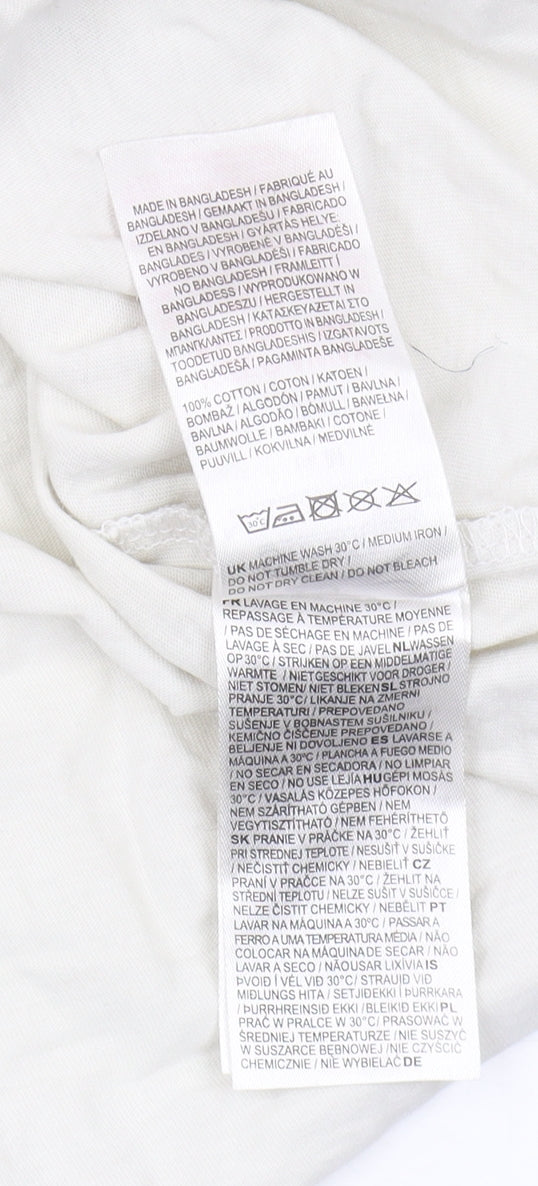 MADE IN BANGLADESH / FABRIQUÉ AU
BANGLADESH / GEMAAKT IN BANGLADESH /
IZDELANO V BANGLADEŠU / FABRICADO
EN BANGLADESH / GYÁRTÁS HELYE:
BANGLADES / VYROBENÉ V BANGLADÉŠI /
VYROBENO V BANGLADÉŠI / FABRICADO
NO BANGLADESH / FRAMLEITT Í
BANGLADESS / WYPRODUKOWANO W
BANGLADESZU / HERGESTELLT IN
BANGLADESH / ΚΑΤΑΣΚΕΥΑΖΕΤΑΙ ΣΤΟ
ΜΠΑΝΓΚΛΑΝΤΕΣ / PRODOTTO IN BANGLADESH /
TOODETUD BANGLADESHIS / IZGATAVOTS
BANGLADEŠĀ / PAGAMINTA BANGLADEŠE
100% COTTON / COTON / KATOEN /
BOMBAŽ / ALGODÓN / PAMUT / BAVLNA /
BAVLNA / ALGODÃO / BÓMULL / BAWEŁNA /
BAUMWOLLE / BAMBAKI / COTONE /
PUUVILL / KOKVILNA / MEDVILNĖ
30°C
UK MACHINE WASH 30°C / MEDIUM IRON /
DO NOT TUMBLE DRY /
DO NOT DRY CLEAN / DO NOT BLEACH
FR LAVAGE EN MACHINE 30°C /
REPASSAGE À TEMPÉRATURE MOYENNE
/ PAS DE SÉCHAGE EN MACHINE / PAS DE
LAVAGE À SEC / PAS DE JAVEL NL WASSEN
OP 30°C / STRIJKEN OP EEN MIDDELMATIGE
WARMTE / NIET GESCHIKT VOOR DROGER /
NIET STOMEN/ NIET BLEKEN SL STROJNO
PRANJE 30°C/ LIKANJE NA ZMERNI
TEMPERATURI / PREPOVEDANO
SUŠENJE V BOBNASTEM SUŠILNIKU /
KEMIČNO ČIŠČENJE PREPOVEDANO /
BELJENJE NI DOVOLJENO ES LAVARSE A
MÁQUINA A 30ºC / PLANCHA A FUEGO MEDIO
/ NO SECAR EN SECADORA / NO LIMPIAR
EN SECO / NO USE LEJÍA HU GÉPI MOSÁS
30°C / VASALÁS KÖZEPES HŐFOKON /
NEM SZÁRÍTHATÓ GÉPBEN / NEM
VEGYTISZTÍTHATÓ / NEM FEHÉRÍTHETŐ
SK PRANIE V PRÁČKE NA 30°C / ŽEHLIŤ
PRI STREDNEJ TEPLOTE / NESUŠIŤ V SUŠIČKE
/ NEČISTIŤ CHEMICKY / NEBIELIŤ CZ
PRANÍ V PRAČCE NA 30°C / ŽEHLIT NA
STŘEDNÍ TEPLOTU / NELZE SUŠIT V SUŠIČCE /
NELZE ČISTIT CHEMICKY / NEBĚLIT PT
LAVAR NA MÁQUINA A 30ºC / PASSAR A
FERRO A UMA TEMPERATURA MÉDIA / NÃO
COLOCAR NA MÁQUINA DE SECAR / NÃO
LAVAR A SECO / NÃOUSAR LIXÍVIA IS
ÞVOIÐ Í VÉL VIÐ 30°C/ STRAUIÐ VIÐ
MIDLUNGS HITA / SETJIÐEKKI Í ÞURRKARA
/ ÞURRHREINSIÐ EKKI /BLEIKIÐ EKKI PL
PRAĆ W PRALCE W 30°C/ PRASOWAĆ W
ŚREDNIEJ TEMPERATURZE / NIE SUSZYĆ
W SUSZARCE BĘBNOWEJ /NIE CZYŚCIĆ
CHEMICZNIE / NIE WYBIELAĆ DE